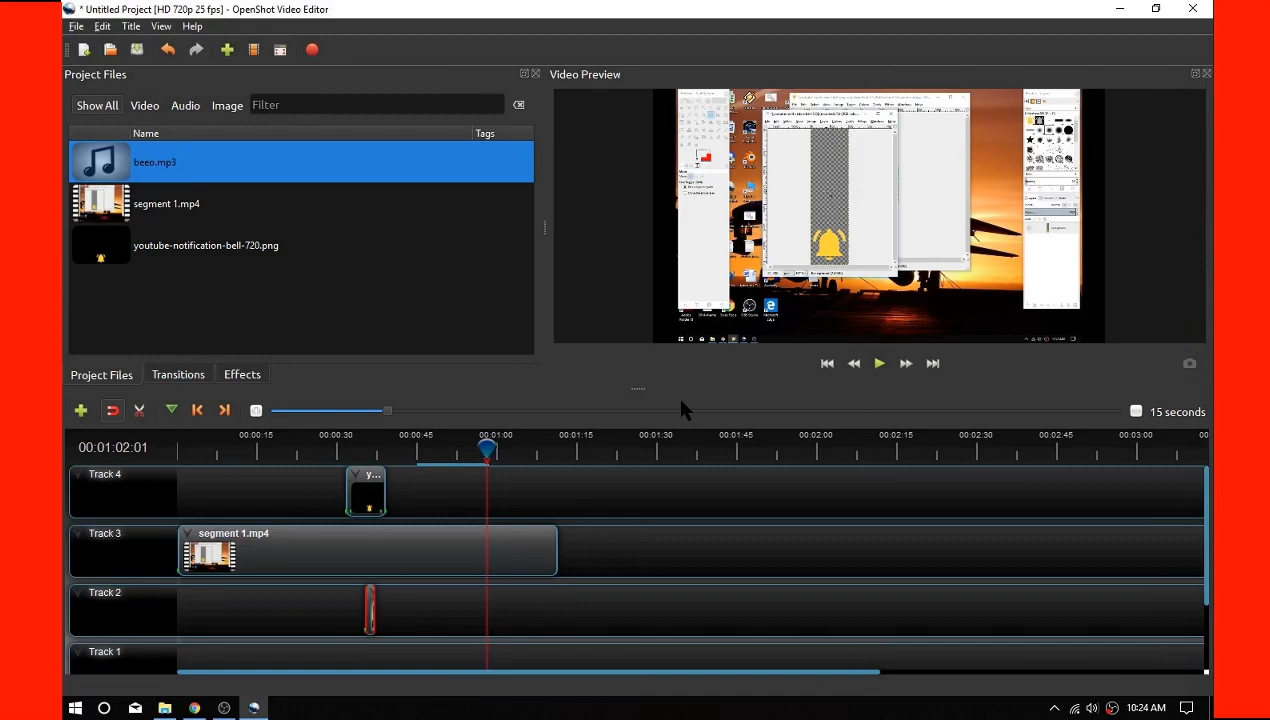 * Untitled Project [HD 720p 25 fps] - OpenShot Video Editor
File Edit Title View Help
Project Files
Video Preview
Show All Video Audio Image Filter
Name Tags
beeo.mp3
segment 1.mp4
youtube-notification-bell-720.png
Project Files Transitions Effects
15 seconds
00:01:02:01
00:00:15 00:00:30 00:00:45 00:01:00 00:01:15 00:01:30 00:01:45 00:02:00 00:02:15 00:02:30 00:02:45 00:03:00 00
Track 4
y...
Track 3
segment 1.mp4
Track 2
Track 1
10:24 AM